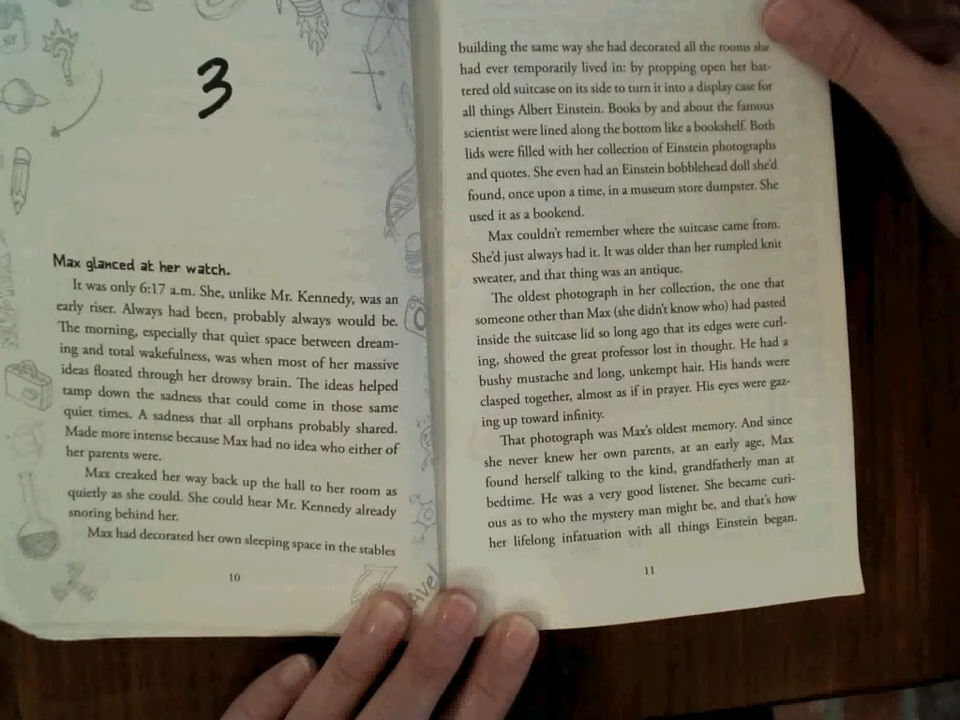 3
Max glanced at her watch.
It was only 6:17 a.m. She, unlike Mr. Kennedy, was an
early riser. Always had been, probably always would be.
The morning, especially that quiet space between dream-
ing and total wakefulness, was when most of her massive
ideas floated through her drowsy brain. The ideas helped
tamp down the sadness that could come in those same
quiet times. A sadness that all orphans probably shared.
Made more intense because Max had no idea who either of
her parents were.
Max creaked her way back up the hall to her room as
quietly as she could. She could hear Mr. Kennedy already
snoring behind her.
Max had decorated her own sleeping space in the stables
10
building the same way she had decorated all the rooms she
had ever temporarily lived in: by propping open her bat-
tered old suitcase on its side to turn it into a display case for
all things Albert Einstein. Books by and about the famous
scientist were lined along the bottom like a bookshelf. Both
lids were filled with her collection of Einstein photographs
and quotes. She even had an Einstein bobblehead doll she'd
found, once upon a time, in a museum store dumpster. She
used it as a bookend.
Max couldn't remember where the suitcase came from.
She'd just always had it. It was older than her rumpled knit
sweater, and that thing was an antique.
The oldest photograph in her collection, the one that
someone other than Max (she didn't know who) had pasted
inside the suitcase lid so long ago that its edges were curl-
ing, showed the great professor lost in thought. He had a
bushy mustache and long, unkempt hair. His hands were
clasped together, almost as if in prayer. His eyes were gaz-
ing up toward infinity.
That photograph was Max's oldest memory. And since
she never knew her own parents, at an early age, Max
found herself talking to the kind, grandfatherly man at
bedtime. He was a very good listener. She became curi-
ous as to who the mystery man might be, and that's how
her lifelong infatuation with all things Einstein began.
11